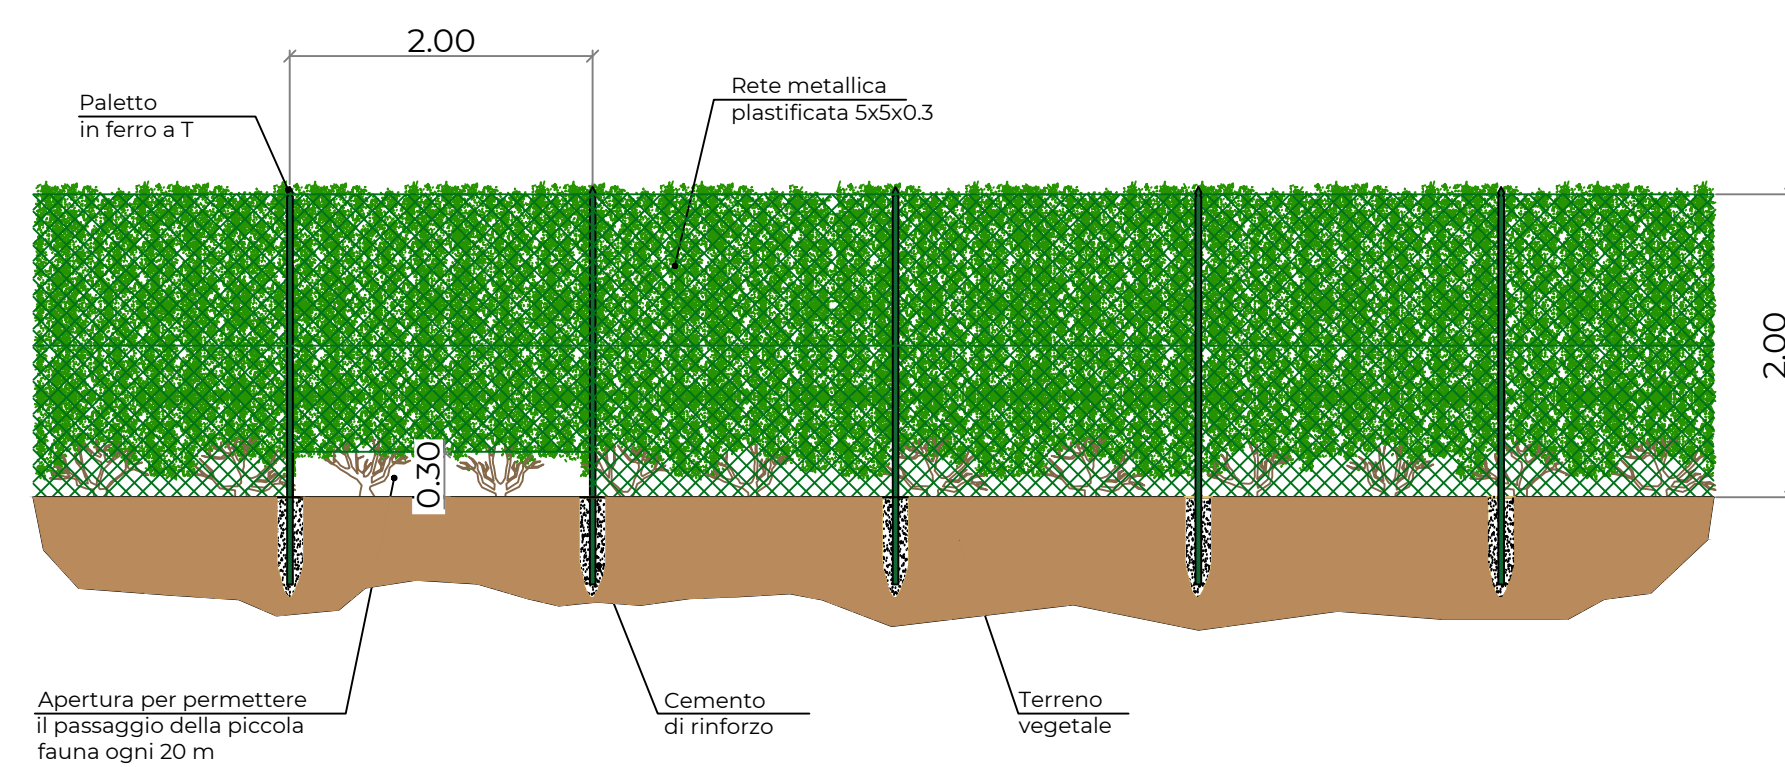 2.00
Rete metallica
plastificata 5x5x0.3
Paletto
in ferro a T
2.00
0.30
Apertura per permettere
il passaggio della piccola
fauna ogni 20 m
Cemento
di rinforzo
Terreno
vegetale